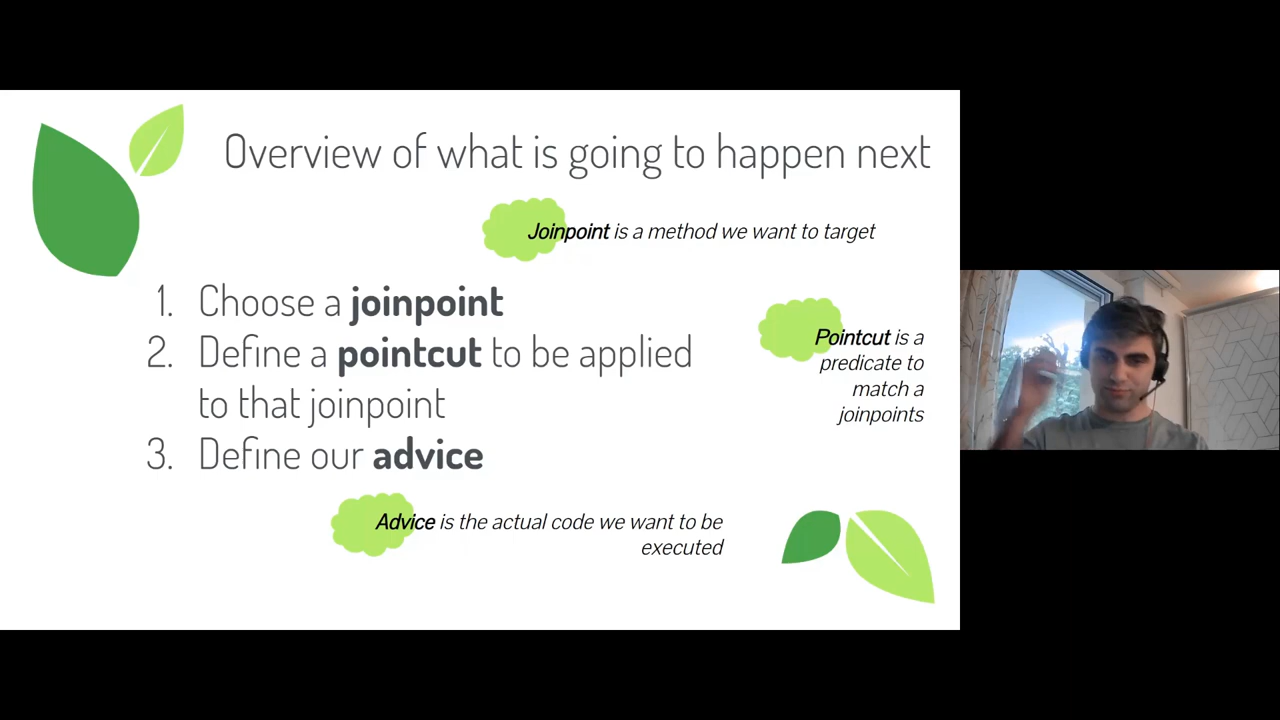 Overview of what is going to happen next
Joinpoint is a method we want to target
1. Choose a joinpoint
2. Define a pointcut to be applied
to that joinpoint
3. Define our advice
Pointcut is a
predicate to
match a
joinpoints
Advice is the actual code we want to be
executed